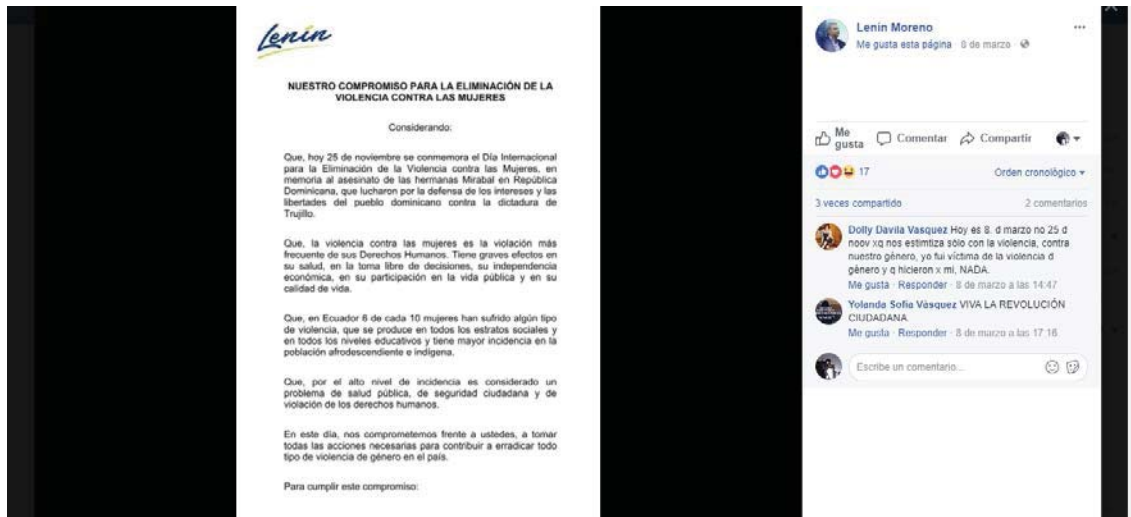 Lenín
NUESTRO COMPROMISO PARA LA ELIMINACIÓN DE LA
VIOLENCIA CONTRA LAS MUJERES
Considerando:
Que, hoy 25 de noviembre se conmemora el Día Internacional
para la Eliminación de la Violencia contra las Mujeres, en
memoria al asesinato de las hermanas Mirabal en República
Dominicana, que lucharon por la defensa de los intereses y las
libertades del pueblo dominicano contra la dictadura de
Trujillo.
Que, la violencia contra las mujeres es la violación más
frecuente de sus Derechos Humanos. Tiene graves efectos en
su salud, en la toma libre de decisiones, su independencia
económica, en su participación en la vida pública y en su
calidad de vida.
Que, en Ecuador 6 de cada 10 mujeres han sufrido algún tipo
de violencia, que se produce en todos los estratos sociales y
en todos los niveles educativos y tiene mayor incidencia en la
población afrodescendiente e indígena.
Que, por el alto nivel de incidencia es considerado un
problema de salud pública, de seguridad ciudadana y de
violación de los derechos humanos.
En este día, nos comprometemos frente a ustedes, a tomar
todas las acciones necesarias para contribuir a erradicar todo
tipo de violencia de género en el país.
Para cumplir este compromiso:
Lenin Moreno
Me gusta esta página · 8 de marzo ·
Me gusta Comentar Compartir
17 Orden cronológico
3 veces compartido 2 comentarios
Dolly Davila Vasquez Hoy es 8. d marzo no 25 d
noov xq nos estimtiza sólo con la violencia, contra
nuestro género, yo fui víctima de la violencia d
género y q hicieron x mi, NADA.
Me gusta · Responder · 8 de marzo a las 14:47
Yolanda Sofia Vàsquez VIVA LA REVOLUCIÓN
CIUDADANA
Me gusta · Responder · 8 de marzo a las 17:16
Escribe un comentario...